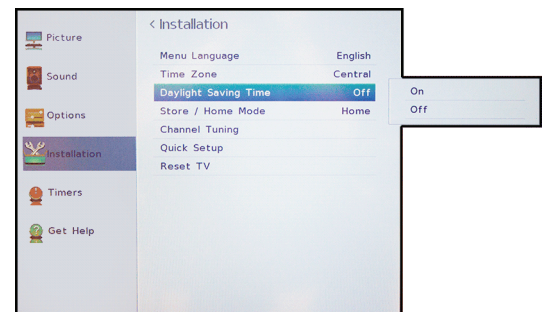 Picture
Sound
Options
Installation
Timers
Get Help
< Installation
Menu Language English
Time Zone Central
Daylight Saving Time Off
Store / Home Mode Home
Channel Tuning
Quick Setup
Reset TV
On
Off